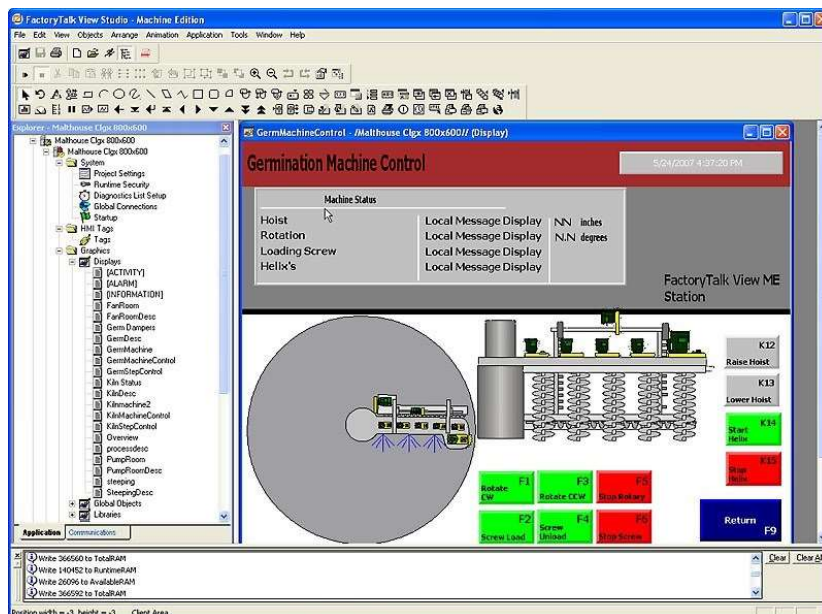 FactoryTalk View Studio - Machine Edition
File Edit View Objects Arrange Animation Application Tools Window Help
Explorer - Malthouse Clgx 800x600
Malthouse Clgx 800x600
Malthouse Clgx 800x600
System
Project Settings
Runtime Security
Diagnostics List Setup
Global Connections
Startup
HMI Tags
Tags
Graphics
Displays
[ACTIVITY]
[ALARM]
[INFORMATION]
FanRoom
FanRoomDesc
Germ Dampers
GermDesc
GermMachine
GermMachineControl
GermStepControl
Kiln Status
KilnDesc
Kilnmachine2
KilnMachineControl
KilnStepControl
Overview
processdesc
PumpRoom
PumpRoomDesc
steeping
SteepingDesc
Global Objects
Libraries
Application Communications
GermMachineControl - /Malthouse Clgx 800x600// (Display)
Germination Machine Control
5/24/2007 4:37:20 PM
Machine Status
Hoist Local Message Display NN inches
Rotation Local Message Display N.N degrees
Loading Screw Local Message Display
Helix's Local Message Display
FactoryTalk View ME
Station
K12
Raise Hoist
K13
Lower Hoist
K14
Start
Helix
K15
Stop
Helix
F1
Rotate
CW
F3
Rotate CCW
F5
Stop Rotary
F2
Screw Load
F4
Screw
Unload
F6
Stop Screw
Return
F9
Write 366560 to TotalRAM
Write 140452 to RuntimeRAM
Write 26096 to AvailableRAM
Write 366592 to TotalRAM
Clear Clear All
Position width = -3, height = -3 Client Area